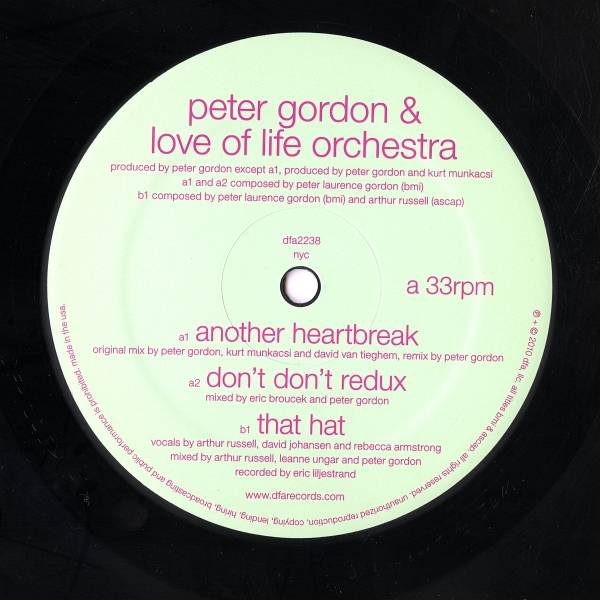 peter gordon &
love of life orchestra
produced by peter gordon except a1, produced by peter gordon and kurt munkacsi
a1 and a2 composed by peter laurence gordon (bmi)
b1 composed by peter laurence gordon (bmi) and arthur russell (ascap)
dfa2238
nyc
a 33rpm
a1 another heartbreak
original mix by peter gordon, kurt munkacsi and david van tieghem, remix by peter gordon
a2 don't don't redux
mixed by eric broucek and peter gordon
b1 that hat
vocals by arthur russell, david johansen and rebecca armstrong
mixed by arthur russell, leanne ungar and peter gordon
recorded by eric liljestrand
www.dfarecords.com
℗ + © 2010 dfa, llc. all titles bmi & ascap. all rights reserved. unauthorized reproduction, copying, lending, hiring, broadcasting and public performance is prohibited. made in the usa.